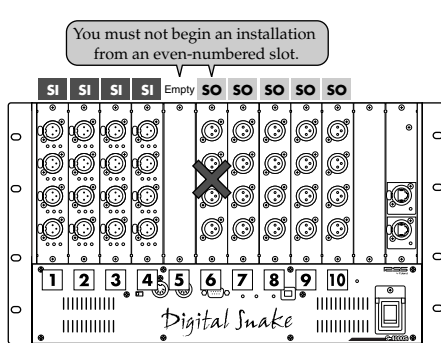 You must not begin an installation
from an even-numbered slot.
SI SI SI SI Empty SO SO SO SO SO
1 2 3 4 5 6 7 8 9 10
Digital Snake